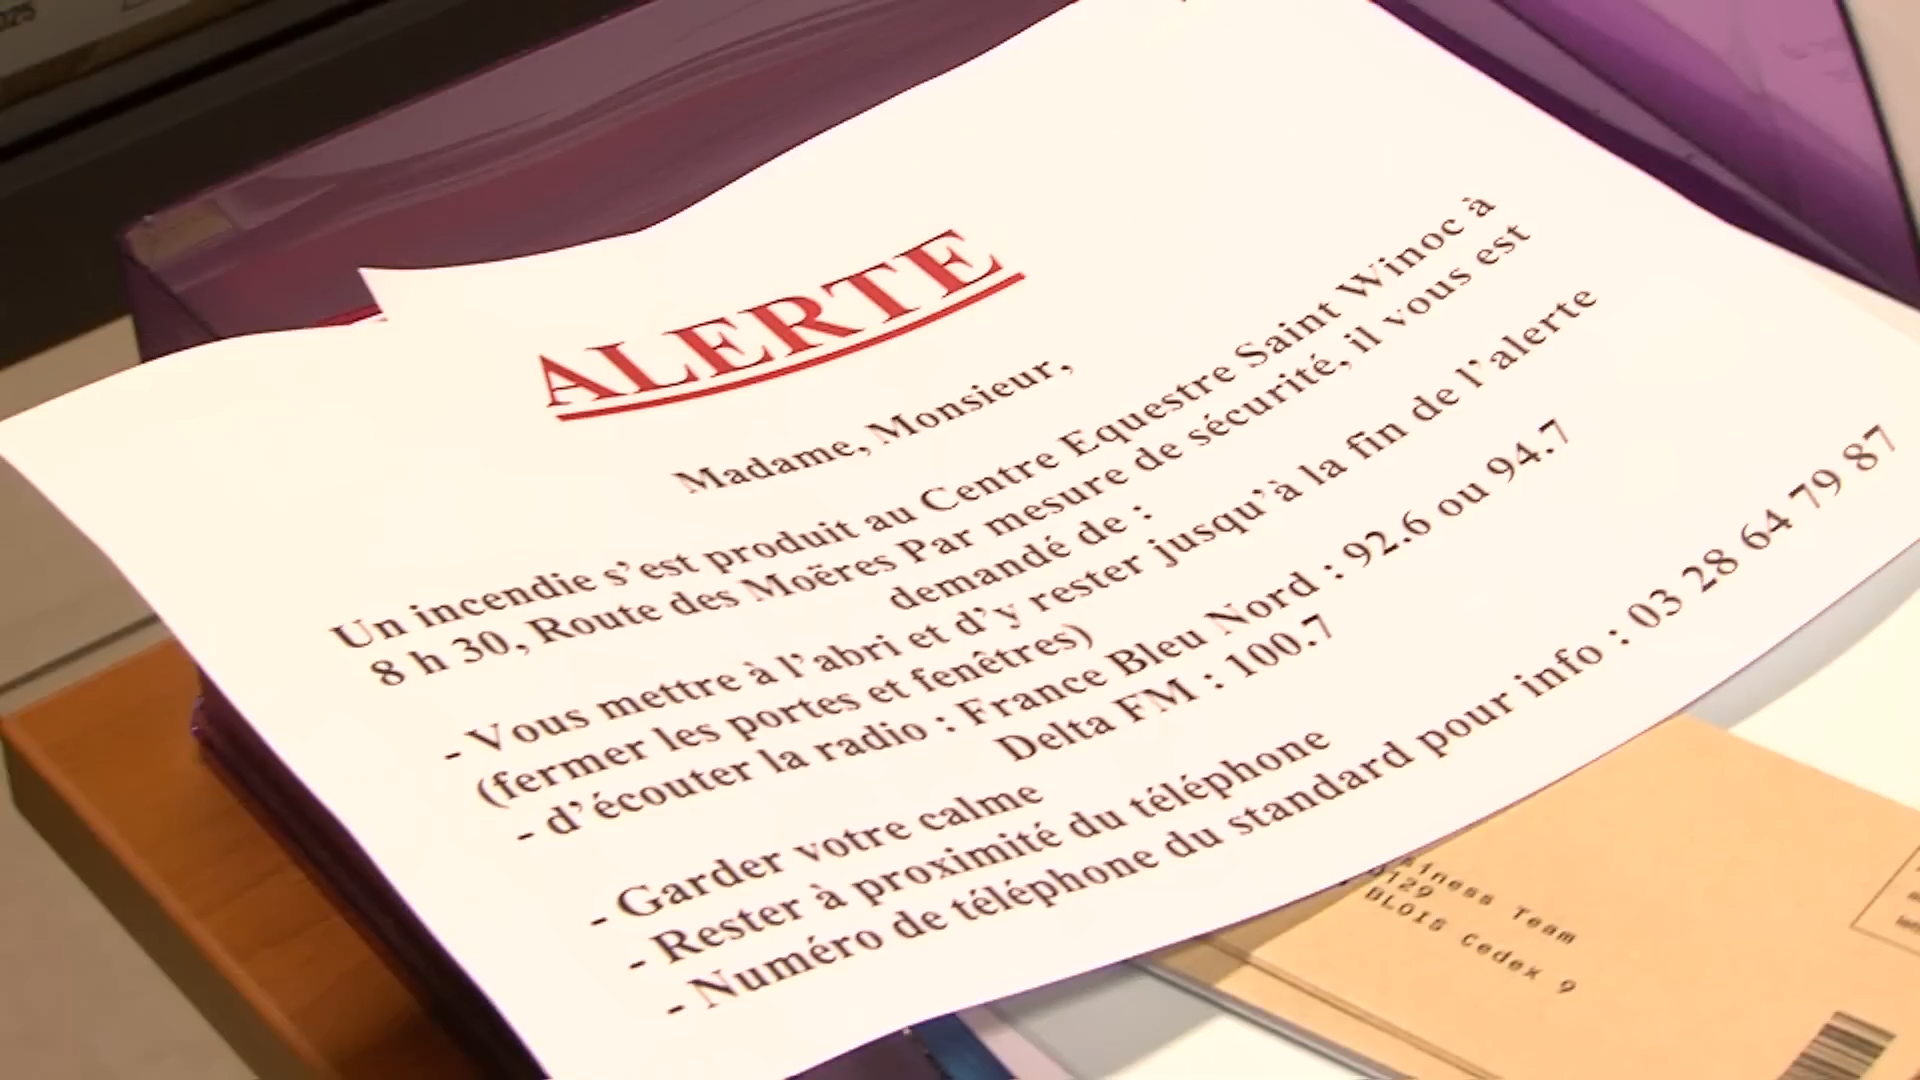 ALERTE
Madame, Monsieur,
Un incendie s'est produit au Centre Equestre Saint Winoc à
8 h 30, Route des Moëres Par mesure de sécurité, il vous est
demandé de :
- Vous mettre à l'abri et d'y rester jusqu'à la fin de l'alerte
(fermer les portes et fenêtres)
- d'écouter la radio : France Bleu Nord : 92.6 ou 94.7
Delta FM : 100.7
- Garder votre calme
- Rester à proximité du téléphone
- Numéro de téléphone du standard pour info : 03 28 64 79 87
Team
BLOIS Cedex 9